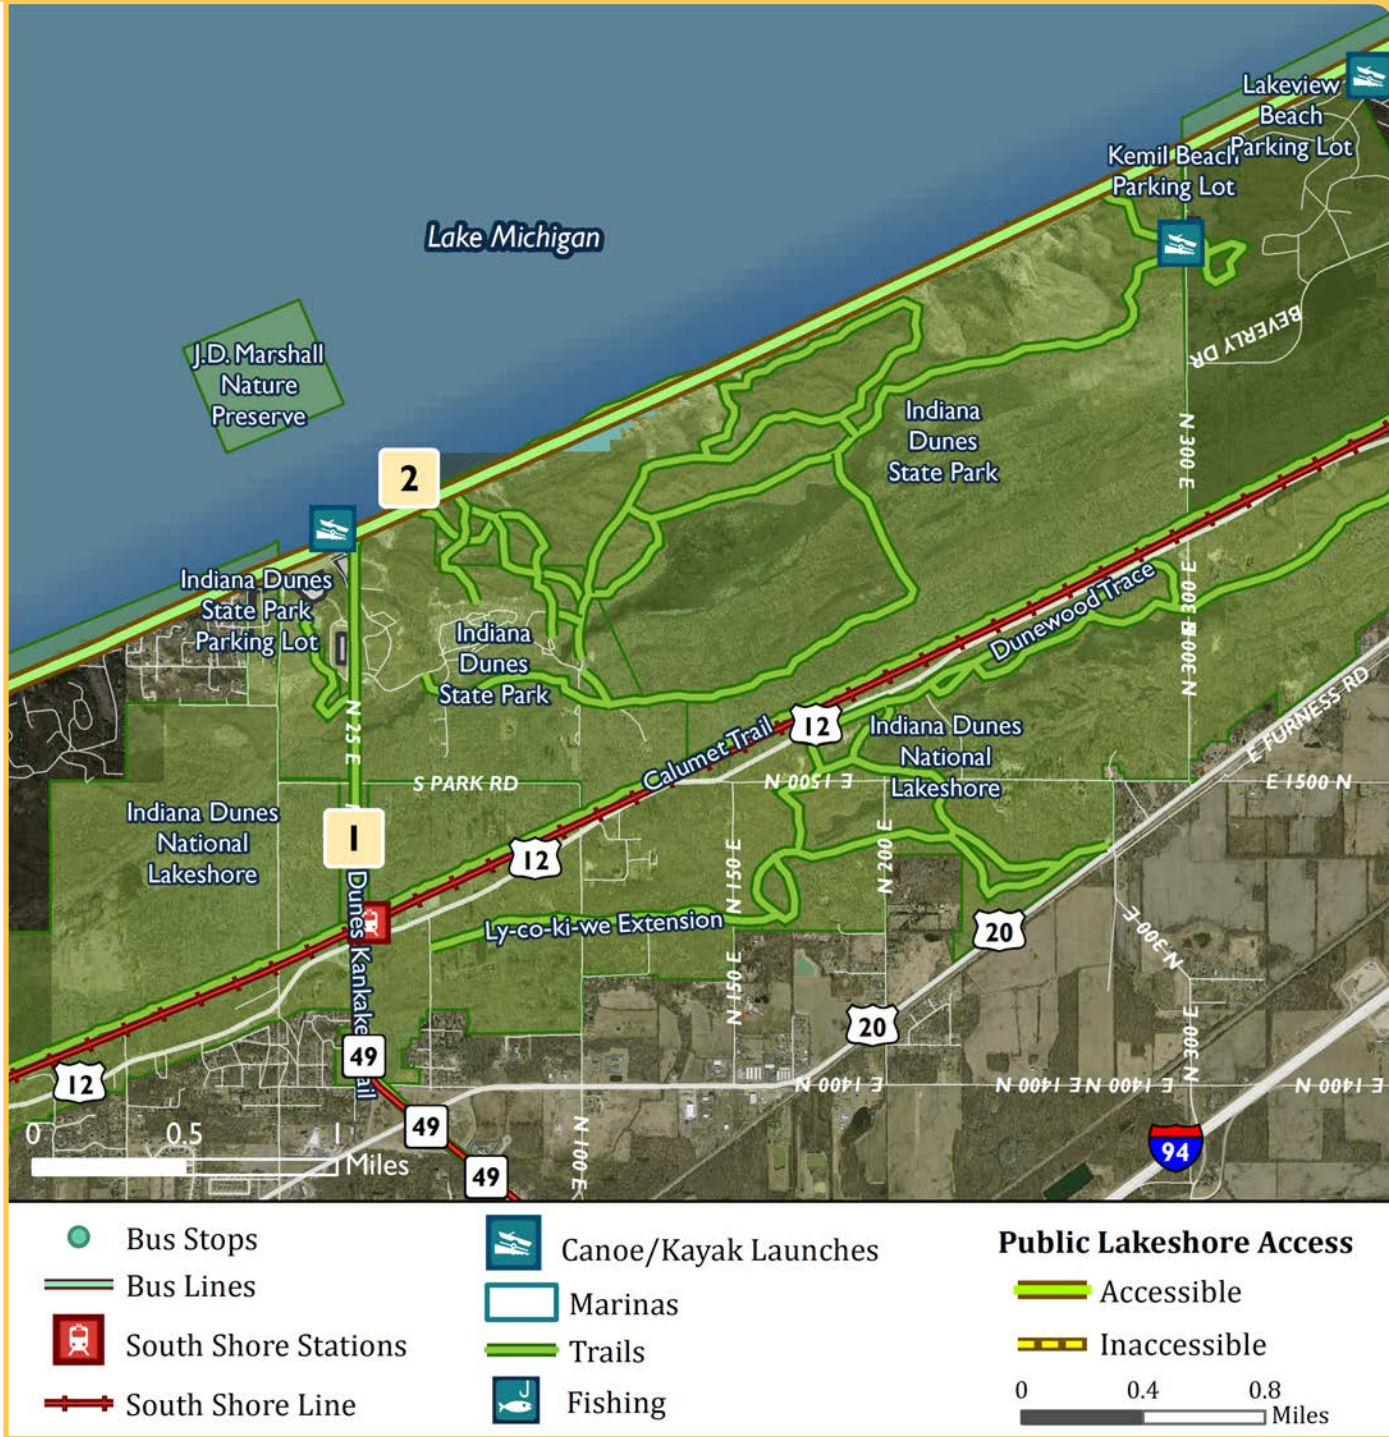 Lakeview
Beach
Parking Lot
Kemil Beach
Parking Lot
Lake Michigan
BEVERLY DR
J.D. Marshall
Nature
Preserve
Indiana
Dunes
State Park
N 300 E
2
Indiana Dunes
State Park
Parking Lot
Indiana
Dunes
State Park
Dunewood Trace
N 300 E
N 300 E
N 25 E
12
Calumet Trail
Indiana Dunes
National
Lakeshore
E FURNESS RD
S PARK RD
E 1500 N
E 1500 N
Indiana Dunes
National
Lakeshore
1
12
N 150 E
N 200 E
Dunes Kankakee Trail
Ly-co-ki-we Extension
20
N 300 E
N 150 E
20
49
12
N 300 E
E 1400 N
E 1400 N
E 1400 N
E 1400 N
49
N 100 E
94
49
0 0.5 1
Miles
Bus Stops
Bus Lines
South Shore Stations
South Shore Line
Canoe/Kayak Launches
Marinas
Trails
Fishing
Public Lakeshore Access
Accessible
Inaccessible
0 0.4 0.8
Miles